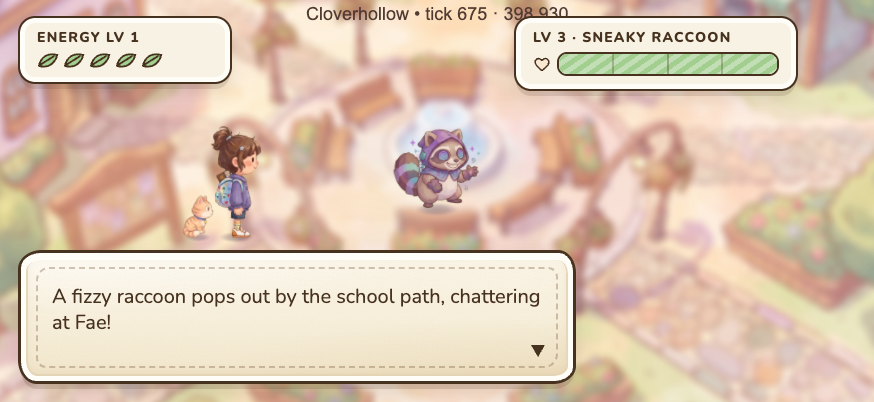 Cloverhollow • tick 675 · 398,930
ENERGY LV 1
LV 3 · SNEAKY RACCOON
A fizzy raccoon pops out by the school path, chattering
at Fae!